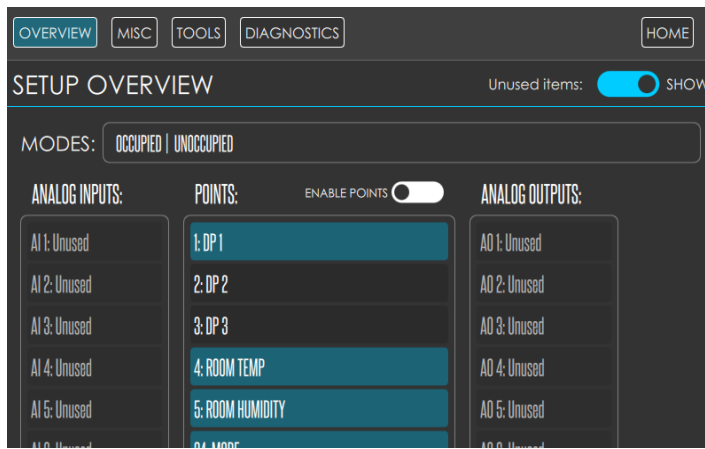 OVERVIEW MISC TOOLS DIAGNOSTICS HOME
SETUP OVERVIEW Unused items: SHOW
MODES: OCCUPIED | UNOCCUPIED
ANALOG INPUTS: POINTS: ENABLE POINTS ANALOG OUTPUTS:
AI 1: Unused 1: DP 1 AO 1: Unused
AI 2: Unused 2: DP 2 AO 2: Unused
AI 3: Unused 3: DP 3 AO 3: Unused
AI 4: Unused 4: ROOM TEMP AO 4: Unused
AI 5: Unused 5: ROOM HUMIDITY AO 5: Unused